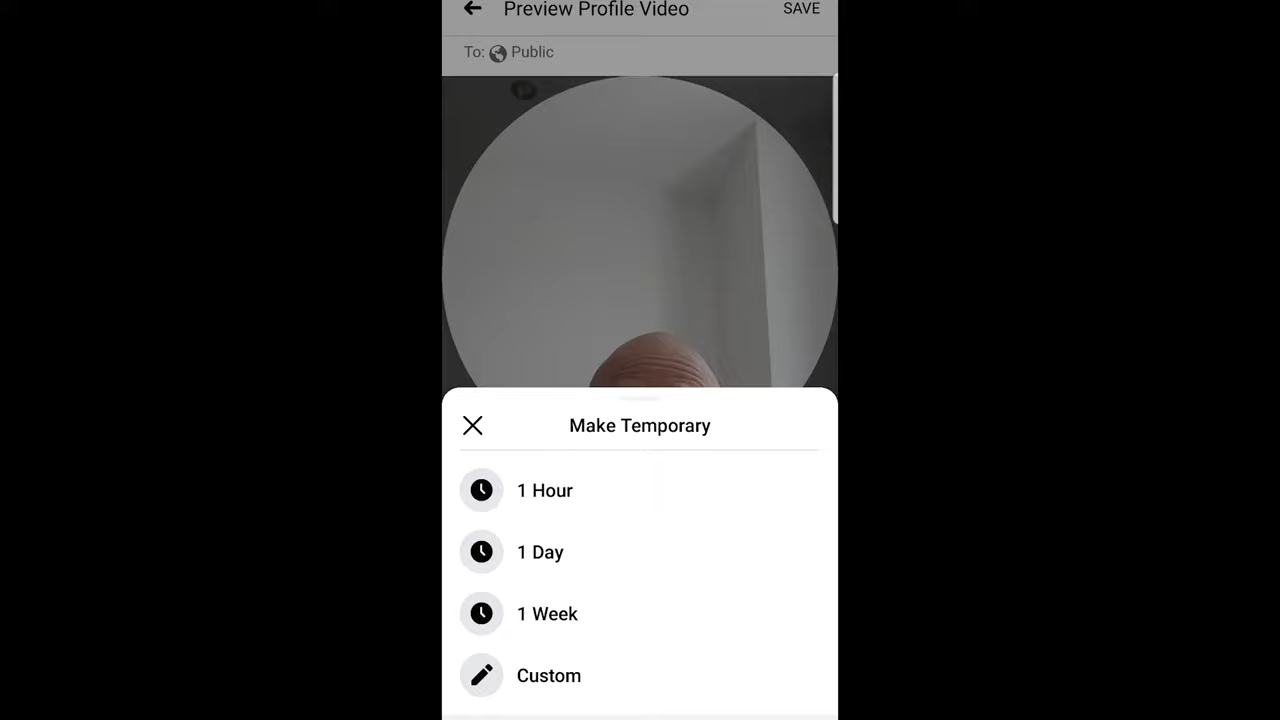 Preview Profile Video
SAVE
To: Public
Make Temporary
1 Hour
1 Day
1 Week
Custom